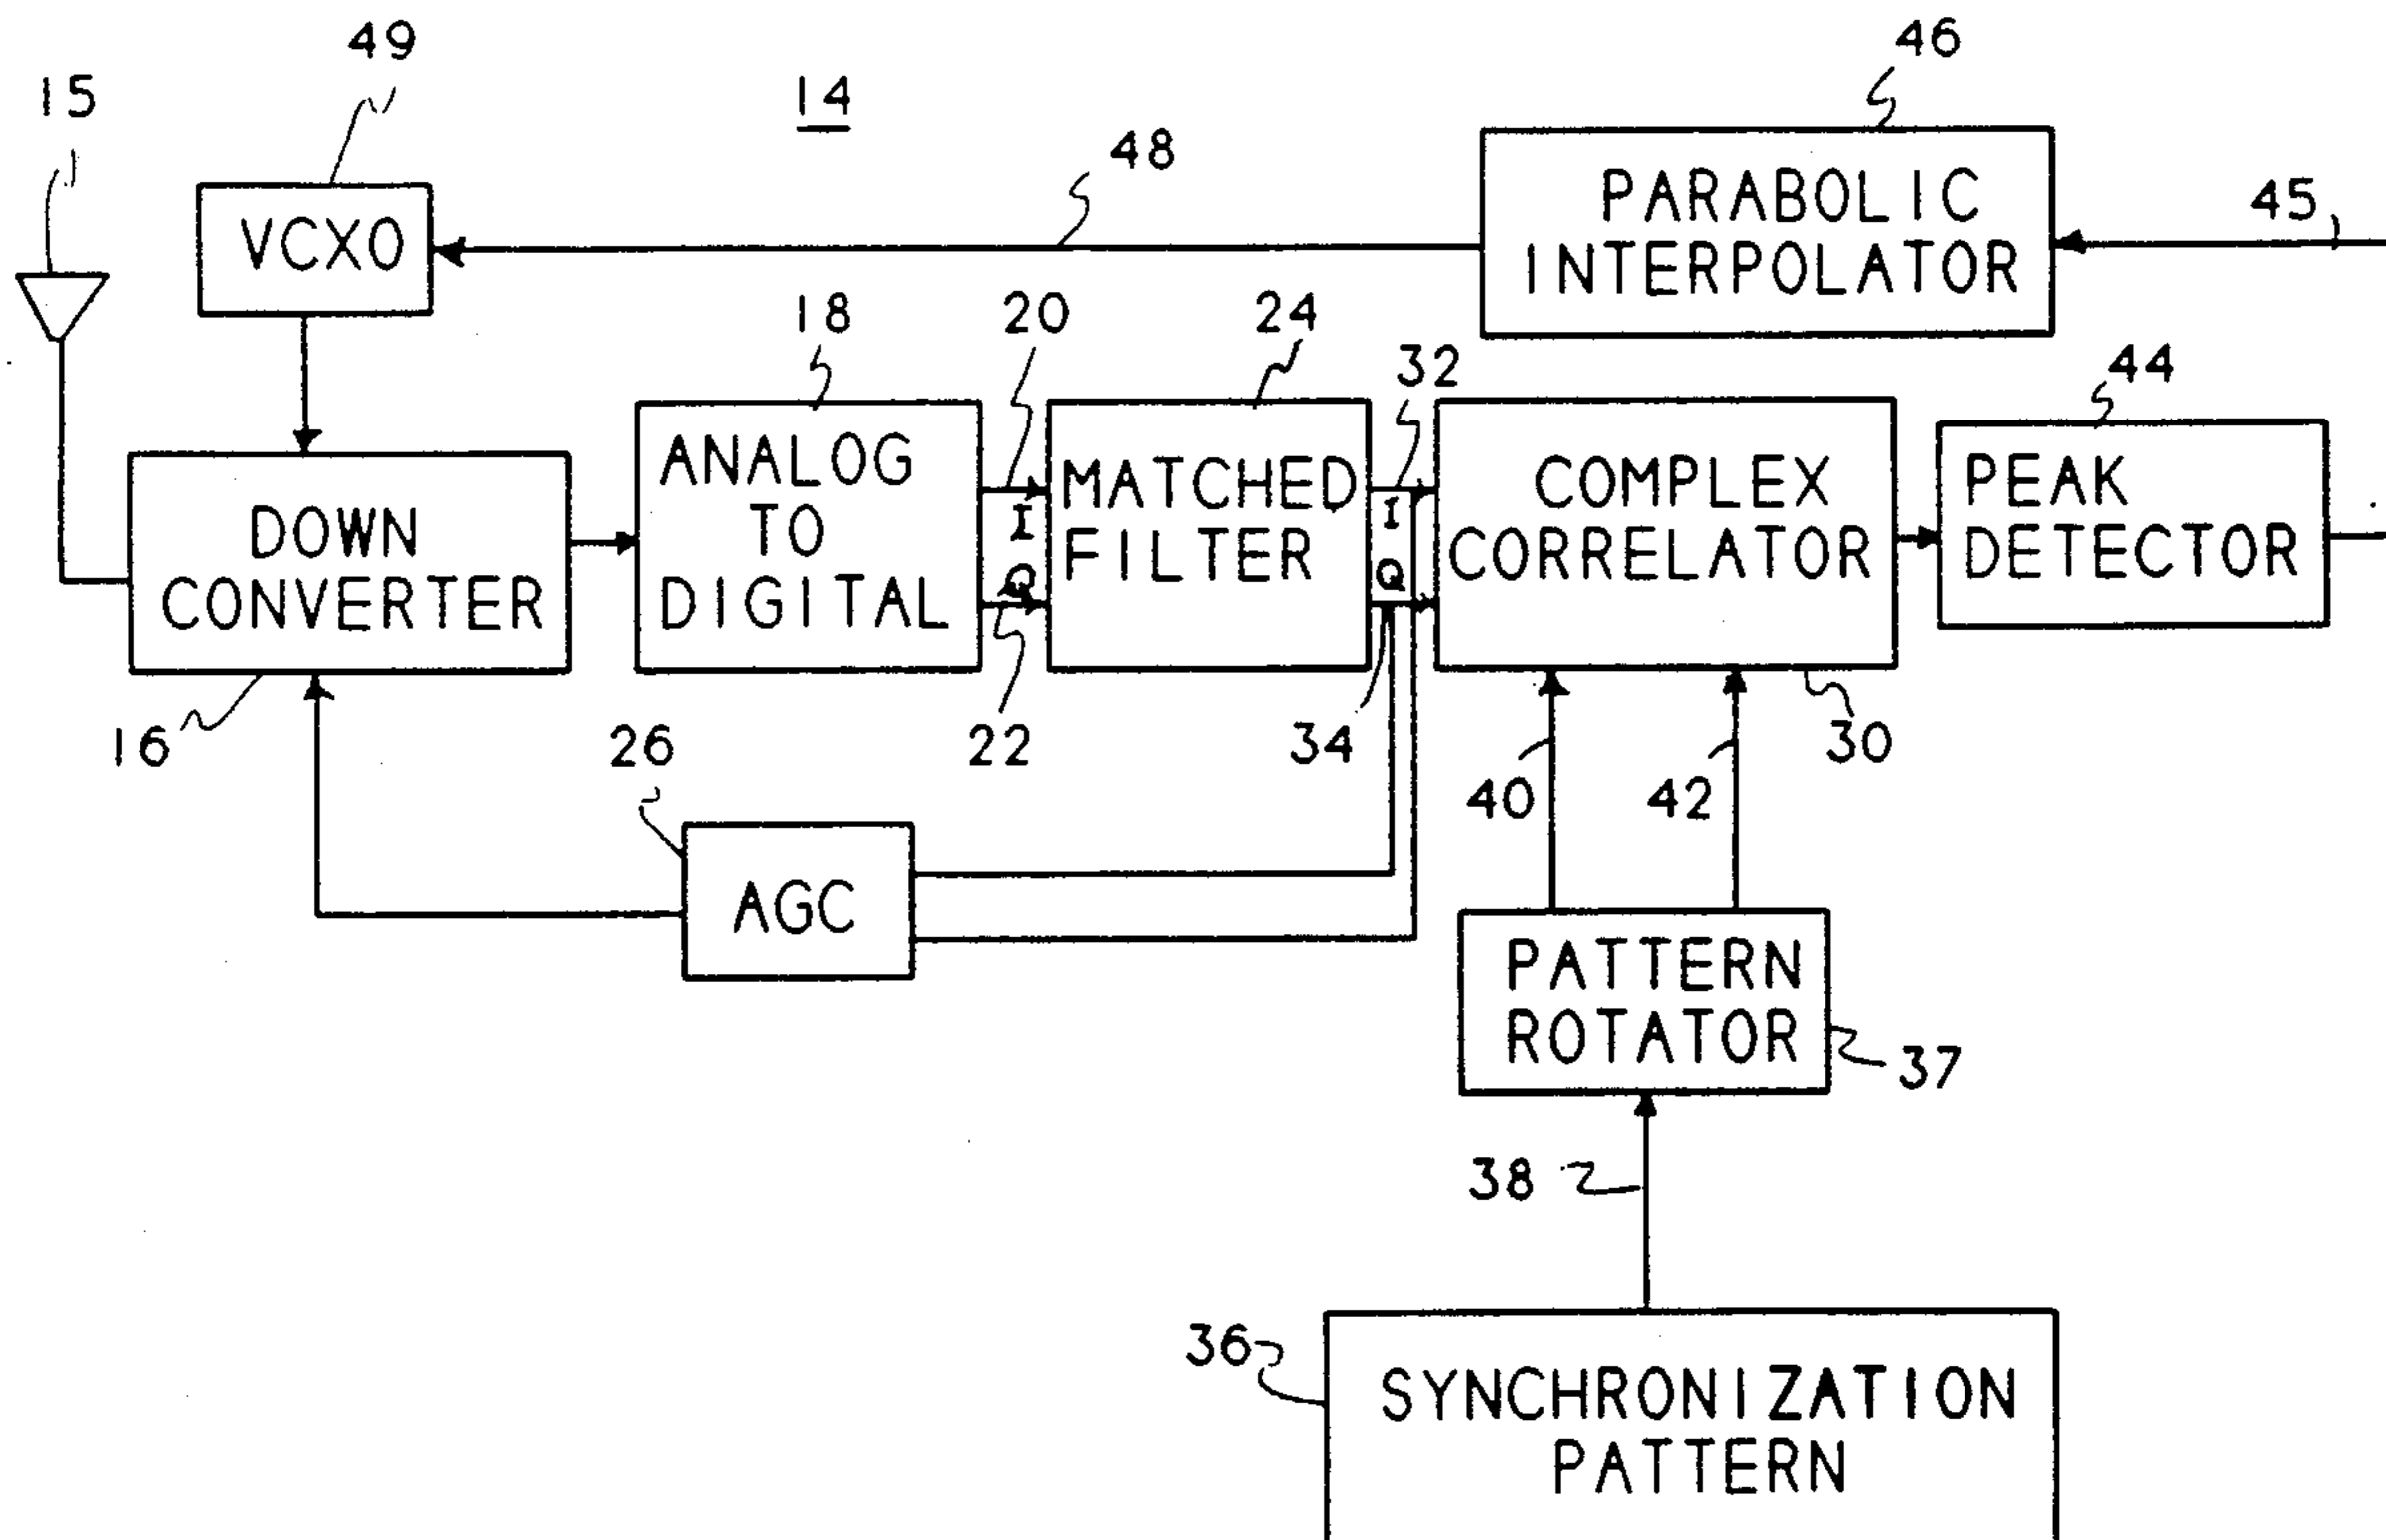 49
14
46
15
48
PARABOLIC
INTERPOLATOR
45
VCXO
18
20
24
32
44
ANALOG
TO
DIGITAL
I
Q
MATCHED
FILTER
I
Q
COMPLEX
CORRELATOR
PEAK
DETECTOR
DOWN
CONVERTER
16
26
22
34
40
42
30
AGC
PATTERN
ROTATOR
37
38
36
SYNCHRONIZATION
PATTERN